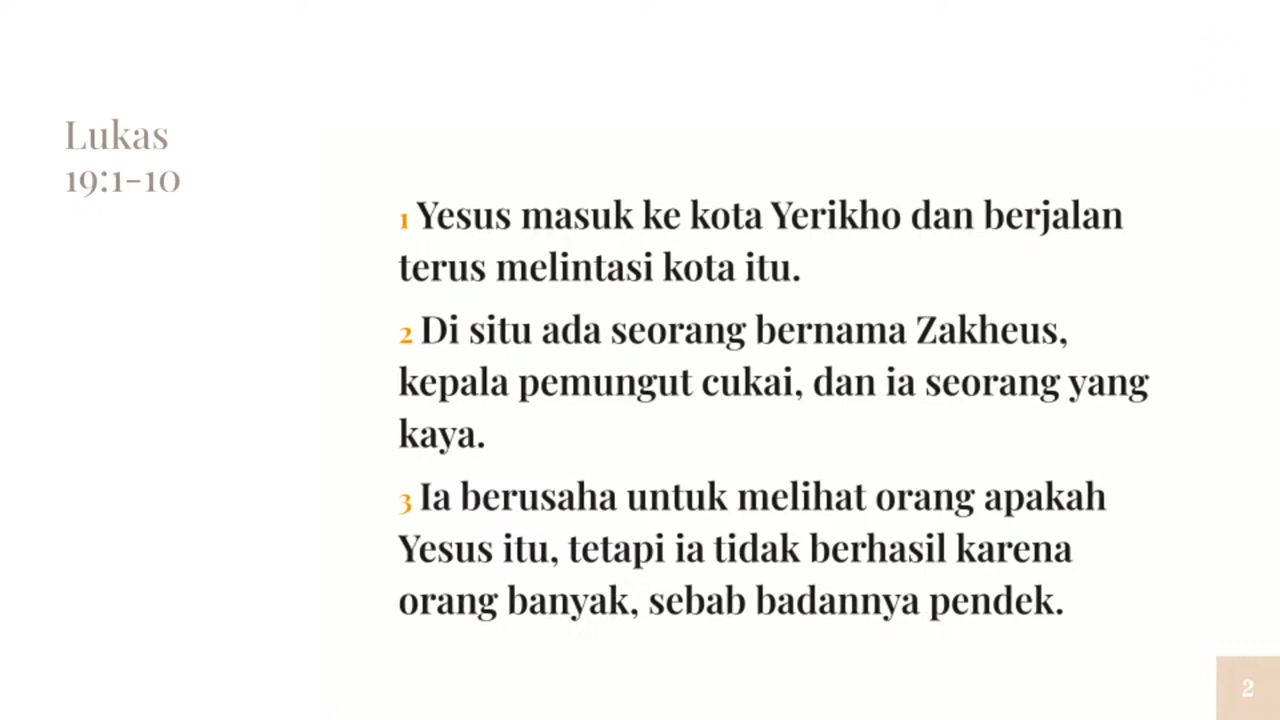 Lukas
19:1-10
1 Yesus masuk ke kota Yerikho dan berjalan
terus melintasi kota itu.
2 Di situ ada seorang bernama Zakheus,
kepala pemungut cukai, dan ia seorang yang
kaya.
3 Ia berusaha untuk melihat orang apakah
Yesus itu, tetapi ia tidak berhasil karena
orang banyak, sebab badannya pendek.
2